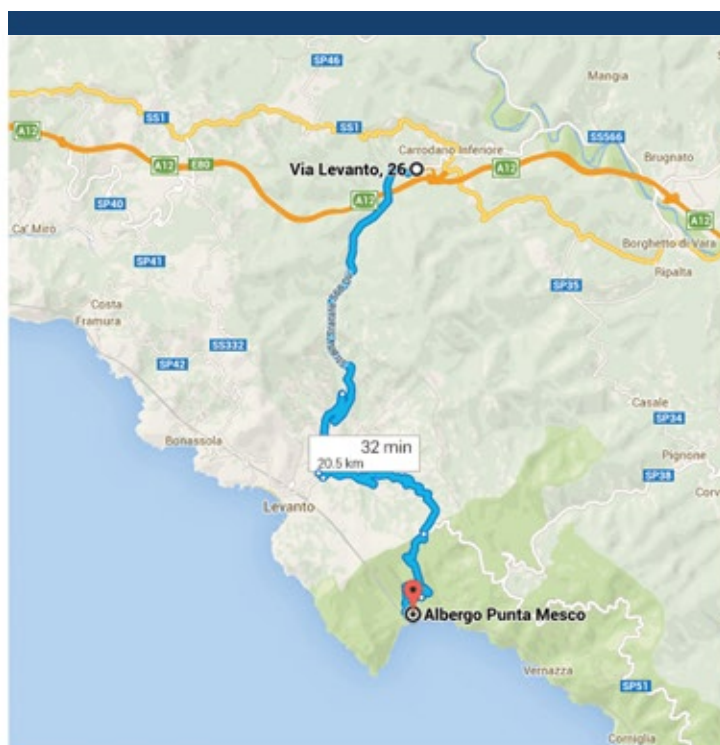 SP46
Mangia
SS1
SS1
A12
SS566
Carrodano Inferiore
Brugnato
A12
E80
Via Levanto, 26
A12
A12
SP40
A12
Ca' Miro
Borghetto di Vara
SP41
Ripalta
SP35
Costa
Framura
SS332
SP42
Casale
SP34
Bonassola
Pignone
32 min
20.5 km
SP38
Corv
Levanto
Albergo Punta Mesco
Vernazza
SP51
Corniglia